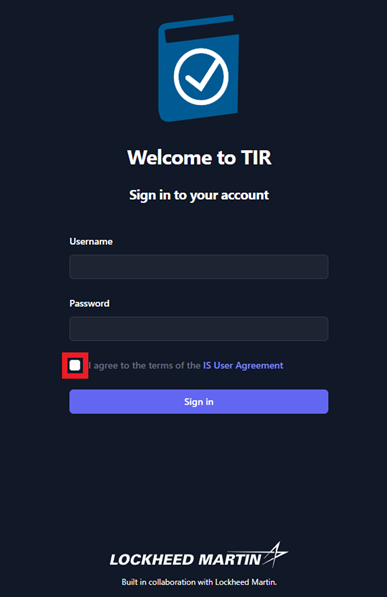 Welcome to TIR
Sign in to your account
Username
Password
I agree to the terms of the IS User Agreement
Sign in
LOCKHEED MARTIN
Built in collaboration with Lockheed Martin.